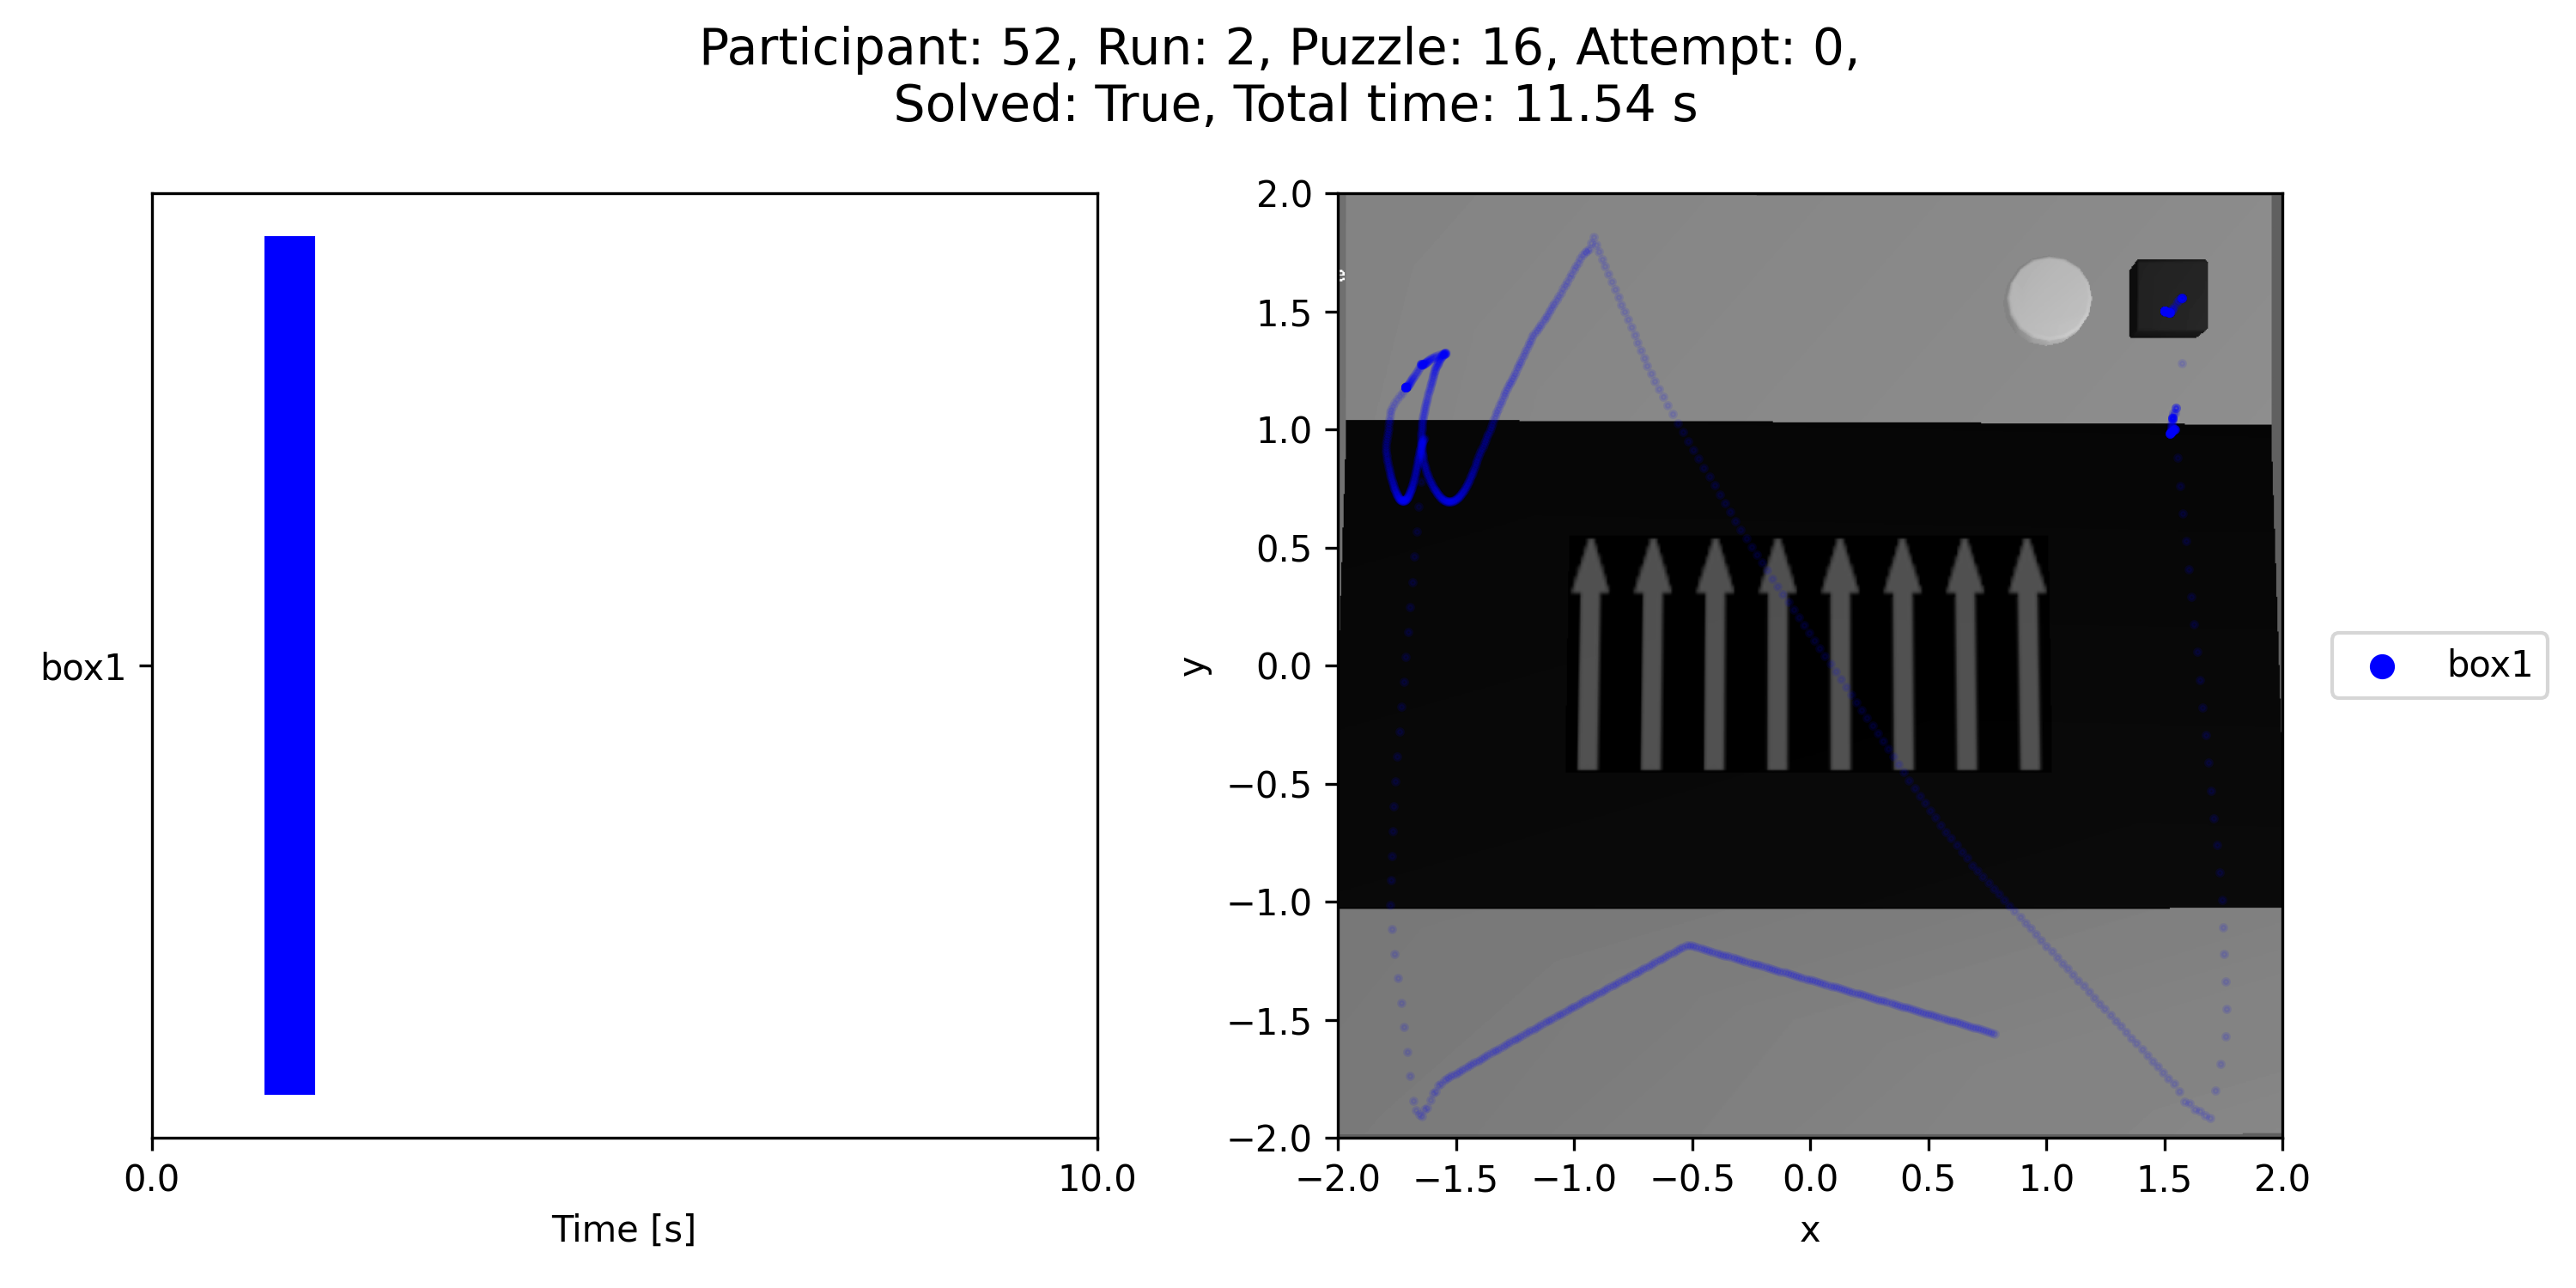 Participant: 52, Run: 2, Puzzle: 16, Attempt: 0,
Solved: True, Total time: 11.54 s
box1
0.0
10.0
Time [s]
2.0
1.5
1.0
0.5
0.0
−0.5
−1.0
−1.5
−2.0
y
e
−2.0
−1.5
−1.0
−0.5
0.0
0.5
1.0
1.5
2.0
x
box1